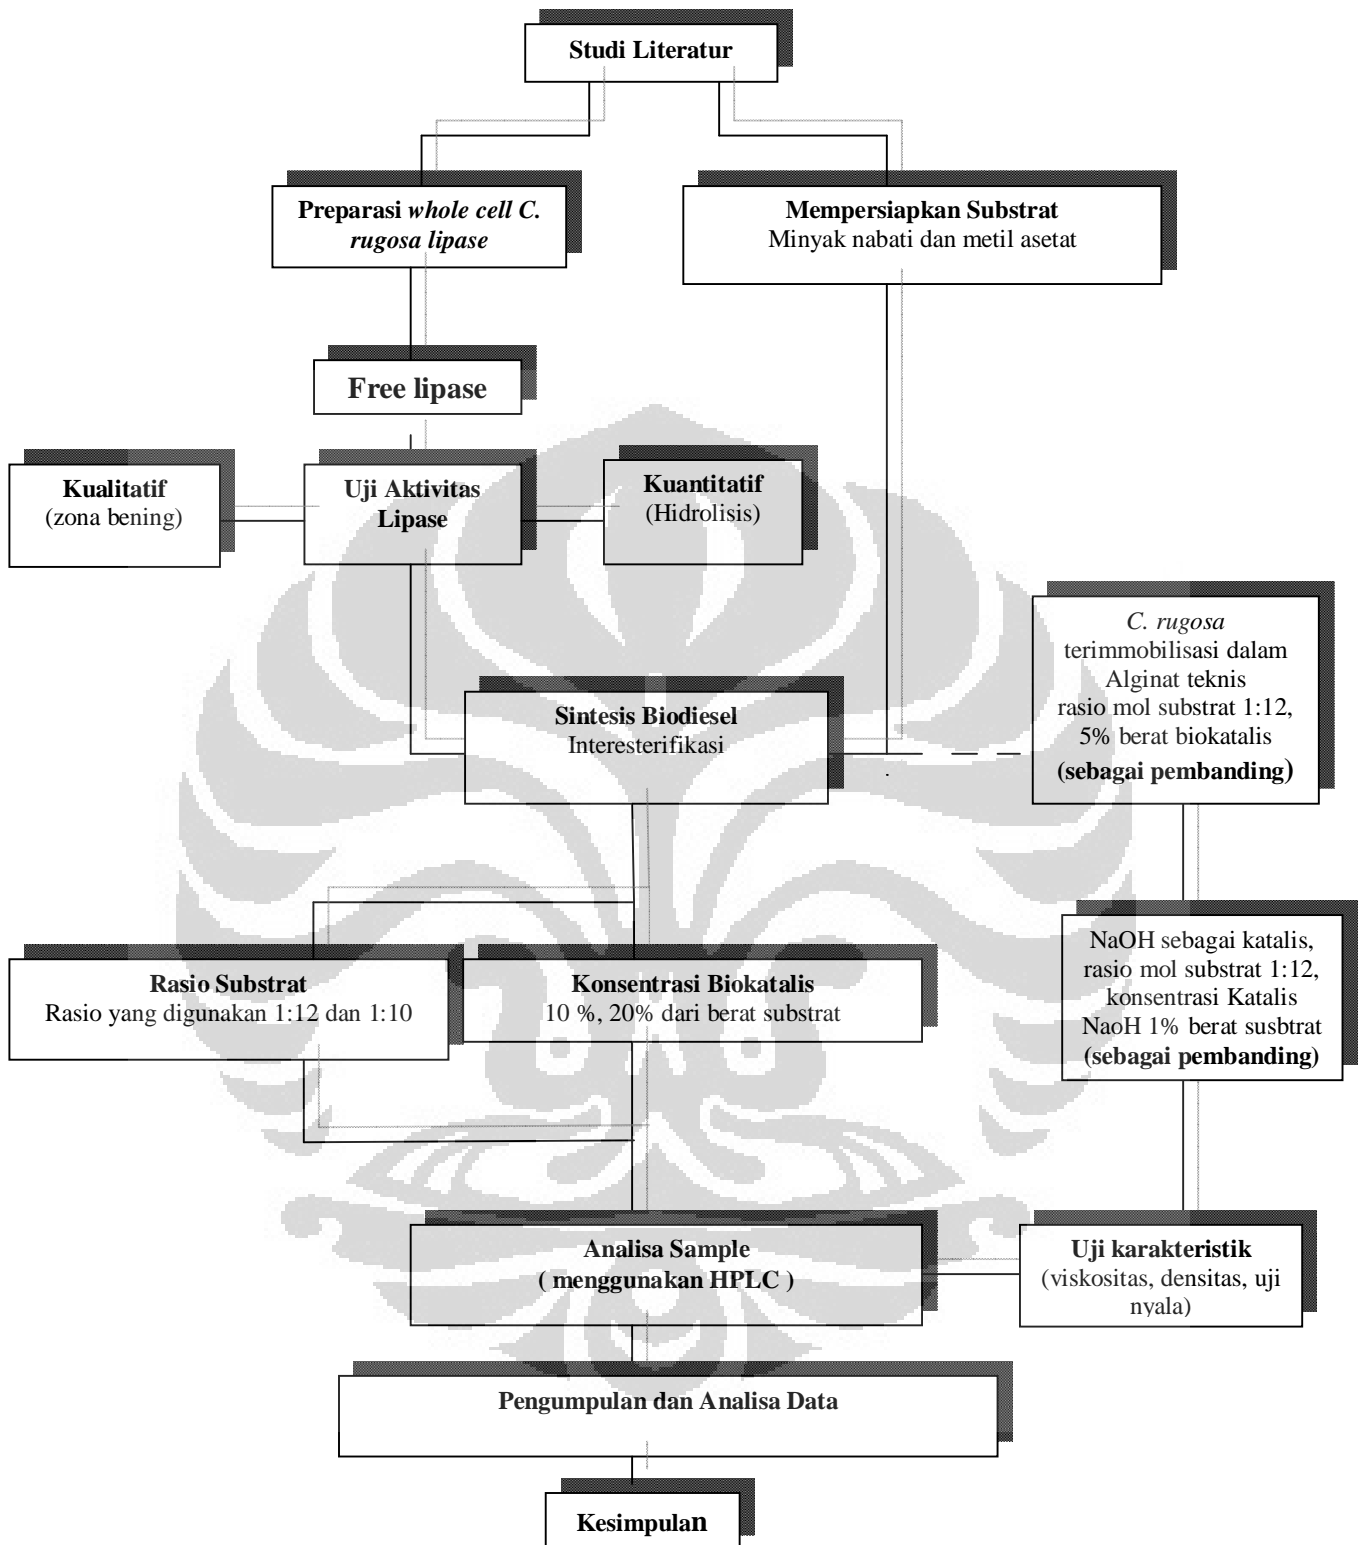 Studi Literatur
Preparasi whole cell C.
rugosa lipase
Mempersiapkan Substrat
Minyak nabati dan metil asetat
Free lipase
Kualitatif
(zona bening)
Uji Aktivitas
Lipase
Kuantitatif
(Hidrolisis)
C. rugosa
terimmobilisasi dalam
Alginat teknis
rasio mol substrat 1:12,
5% berat biokatalis
(sebagai pembanding)
Sintesis Biodiesel
Interesterifikasi
NaOH sebagai katalis,
rasio mol substrat 1:12,
konsentrasi Katalis
NaoH 1% berat susbtrat
(sebagai pembanding)
Rasio Substrat
Rasio yang digunakan 1:12 dan 1:10
Konsentrasi Biokatalis
10 %, 20% dari berat substrat
Analisa Sample
( menggunakan HPLC )
Uji karakteristik
(viskositas, densitas, uji
nyala)
Pengumpulan dan Analisa Data
Kesimpulan